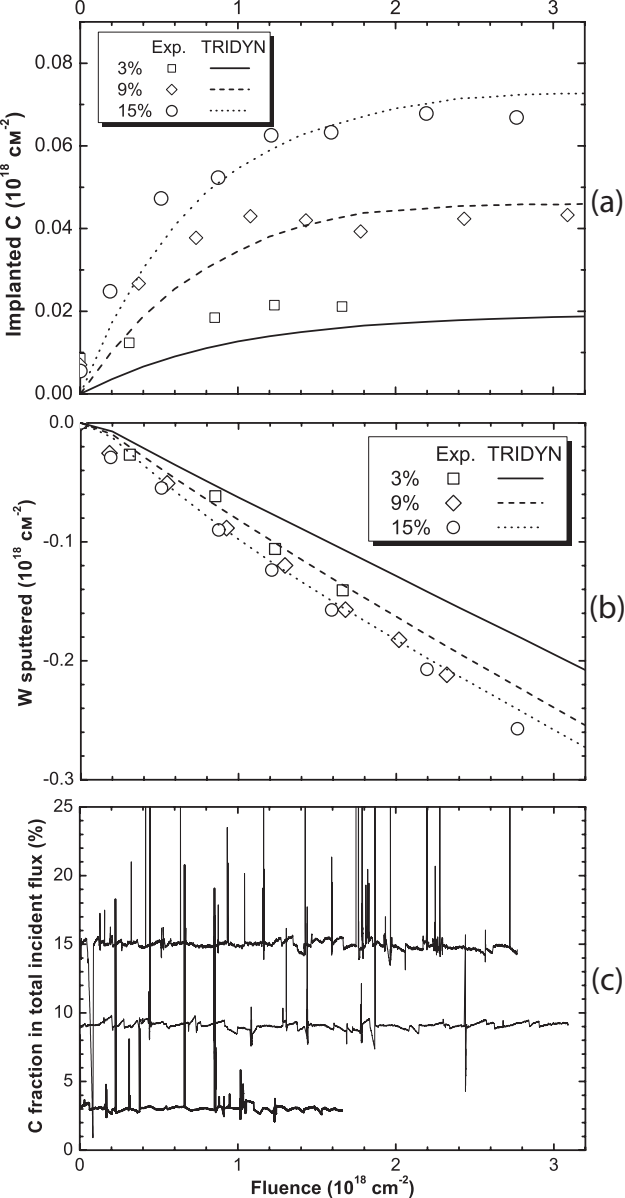 0 1 2 3
Exp. TRIDYN
3%
9%
15%
0.08
0.06
0.04
0.02
0.00
Implanted C (10¹⁸ см⁻²)
(a)
Exp. TRIDYN
3%
9%
15%
0.0
-0.1
-0.2
-0.3
W sputtered (10¹⁸ см⁻²)
(b)
25
20
15
10
5
0
C fraction in total incident flux (%)
(c)
0 1 2 3
Fluence (10¹⁸ cm⁻²)